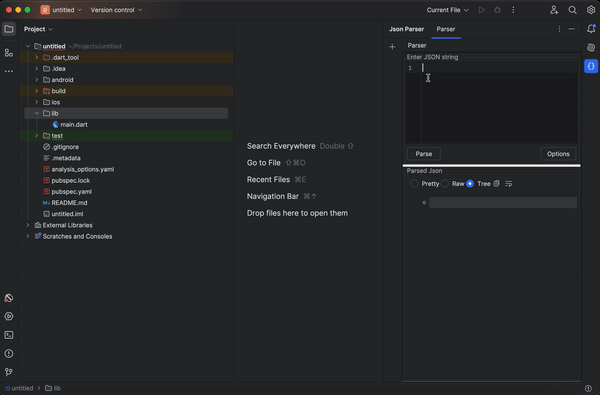 untitled
Version control
Current File
Project
Json Parser
Parser
untitled ~/Projects/untitled
.dart_tool
.idea
android
build
ios
lib
main.dart
test
.gitignore
.metadata
analysis_options.yaml
pubspec.lock
pubspec.yaml
README.md
untitled.iml
External Libraries
Scratches and Consoles
Search Everywhere Double ⇧
Go to File ⇧⌘O
Recent Files ⌘E
Navigation Bar ⌘↑
Drop files here to open them
Parser
Enter JSON string
1
Parse
Options
Parsed Json
Pretty
Raw
Tree
untitled > lib